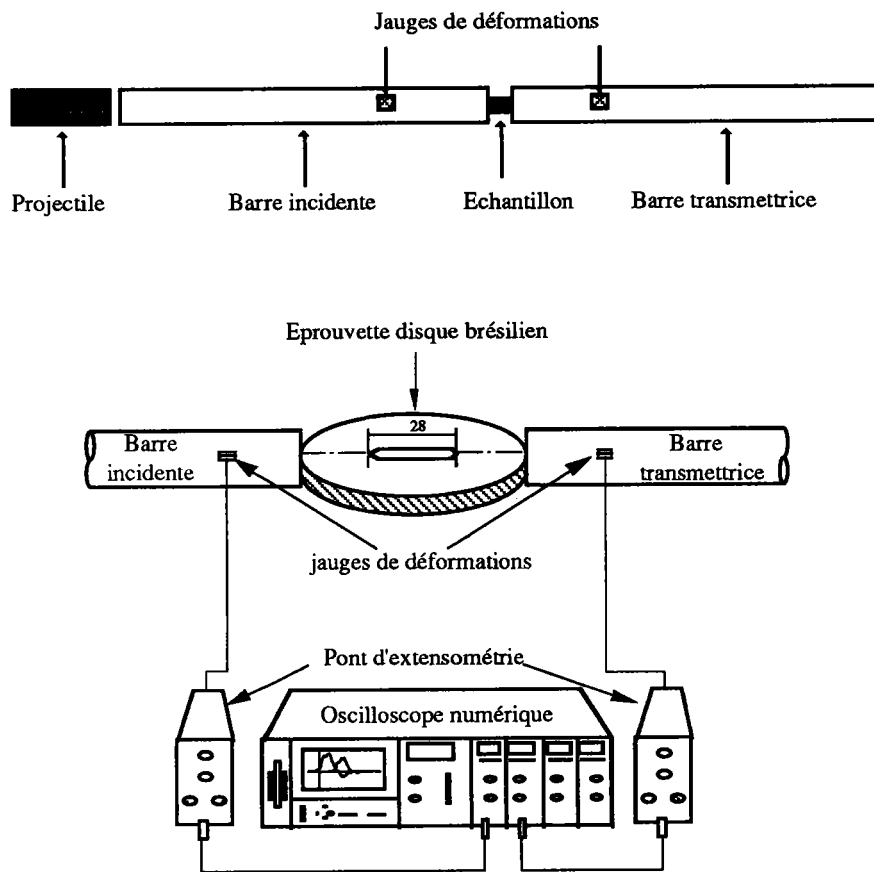 Jauges de déformations
Projectile
Barre incidente
Echantillon
Barre transmettrice
Eprouvette disque brésilien
28
Barre
incidente
Barre
transmettrice
jauges de déformations
Pont d'extensométrie
Oscilloscope numérique